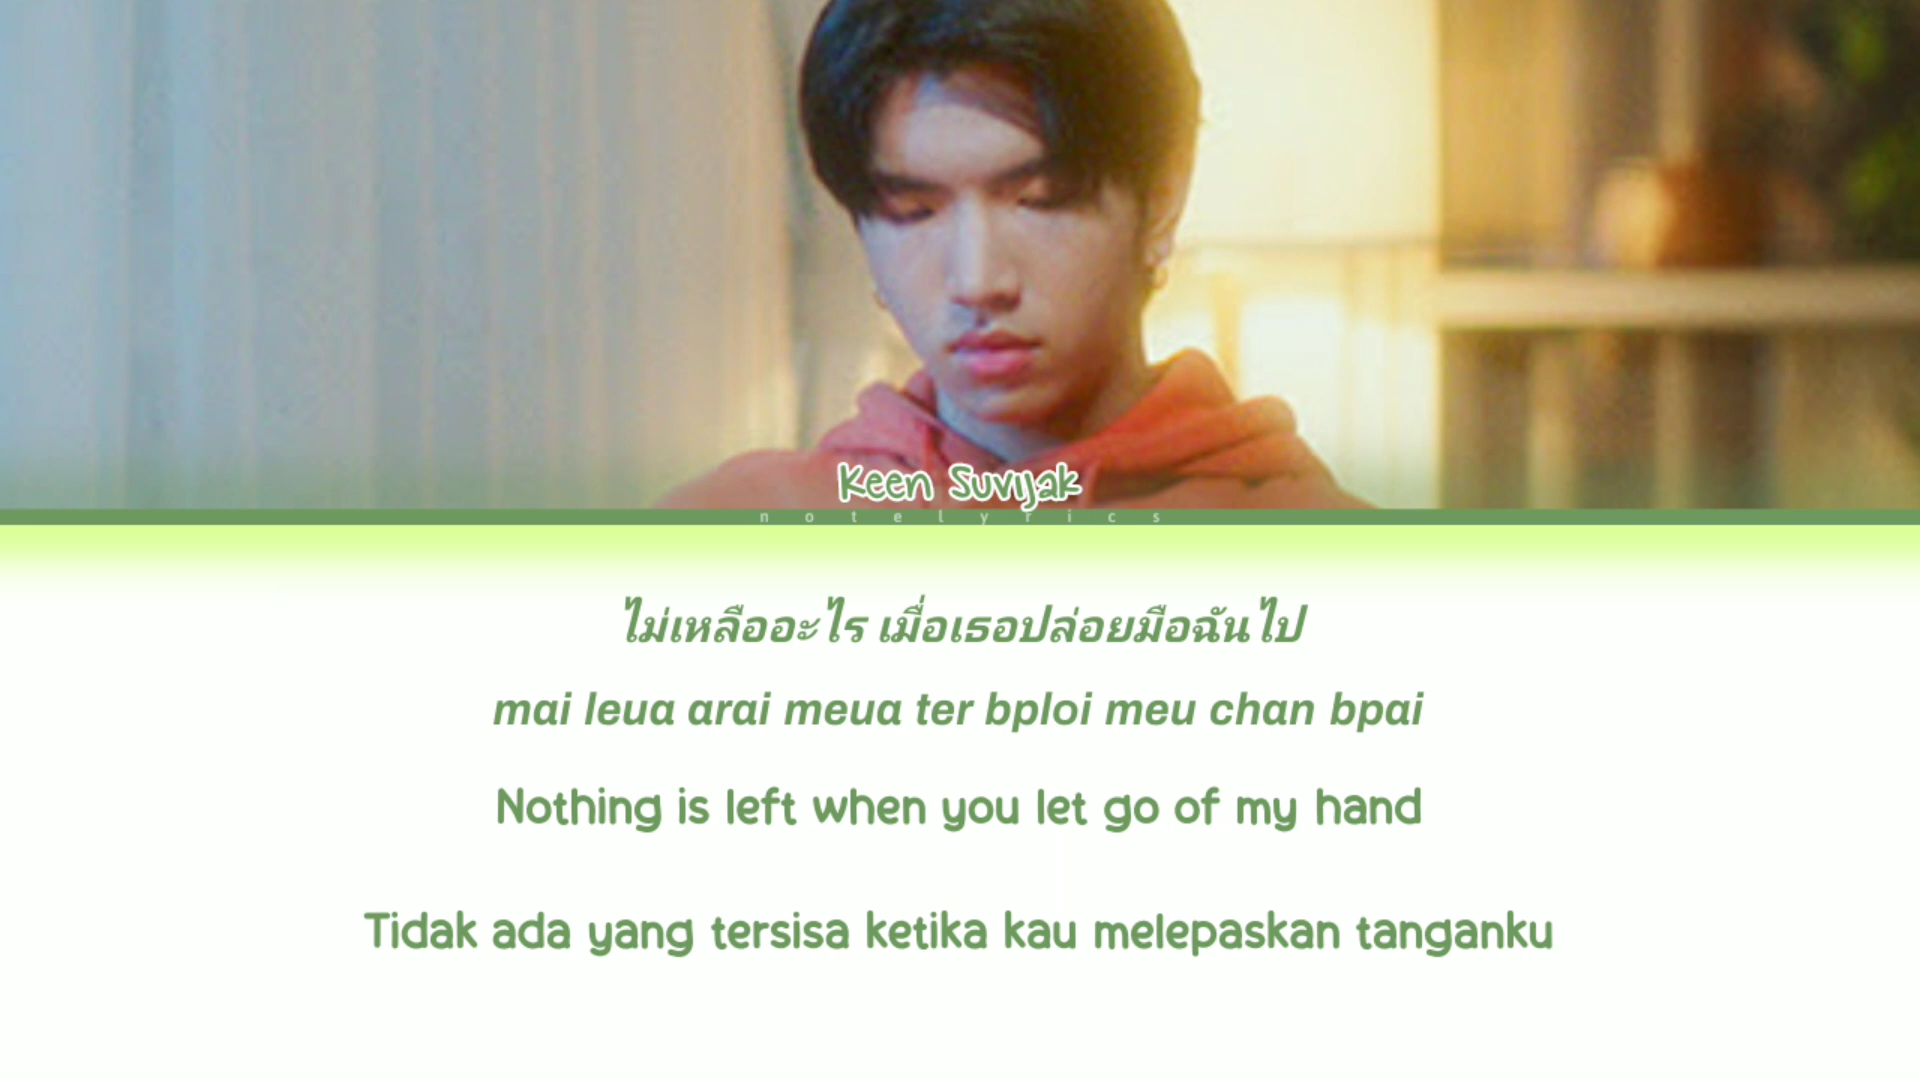 Keen Suvijak
notelyrics
ไม่เหลืออะไร เมื่อเธอปล่อยมือฉันไป
mai leua arai meua ter bploi meu chan bpai
Nothing is left when you let go of my hand
Tidak ada yang tersisa ketika kau melepaskan tanganku